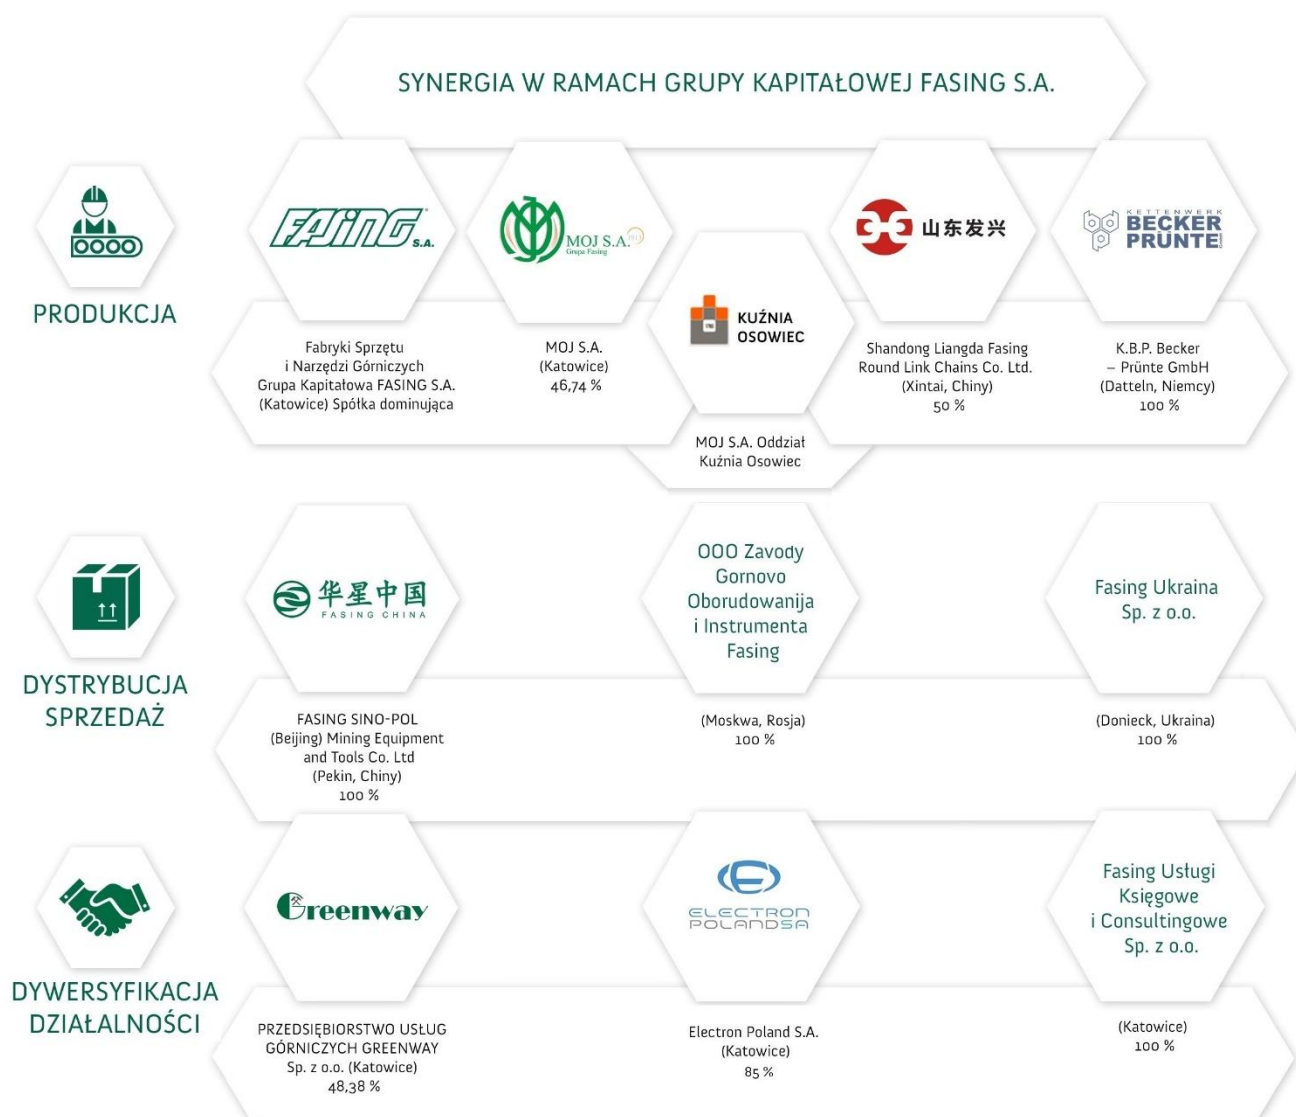 SYNERGIA W RAMACH GRUPY KAPITAŁOWEJ FASING S.A.
PRODUKCJA
FASING S.A.
Fabryki Sprzętu
i Narzędzi Górniczych
Grupa Kapitałowa FASING S.A.
(Katowice) Spółka dominująca
MOJ S.A.
Grupa Fasing
MOJ S.A.
(Katowice)
46,74 %
1760
KUŹNIA
OSOWIEC
MOJ S.A. Oddział
Kuźnia Osowiec
山东发兴
Shandong Liangda Fasing
Round Link Chains Co. Ltd.
(Xintai, Chiny)
50 %
KETTENWERK
BECKER
PRÜNTE
K.B.P. Becker
– Prünte GmbH
(Datteln, Niemcy)
100 %
DYSTRYBUCJA
SPRZEDAŻ
华星中国
FASING CHINA
FASING SINO-POL
(Beijing) Mining Equipment
and Tools Co. Ltd
(Pekin, Chiny)
100 %
OOO Zavody
Gornovo
Oborudowanija
i Instrumenta
Fasing
(Moskwa, Rosja)
100 %
Fasing Ukraina
Sp. z o.o.
(Donieck, Ukraina)
100 %
DYWERSYFIKACJA
DZIAŁALNOŚCI
Greenway
PRZEDSIĘBIORSTWO USŁUG
GÓRNICZYCH GREENWAY
Sp. z o.o. (Katowice)
48,38 %
ELECTRON
POLANDSA
Electron Poland S.A.
(Katowice)
85 %
Fasing Usługi
Księgowe
i Consultingowe
Sp. z o.o.
(Katowice)
100 %